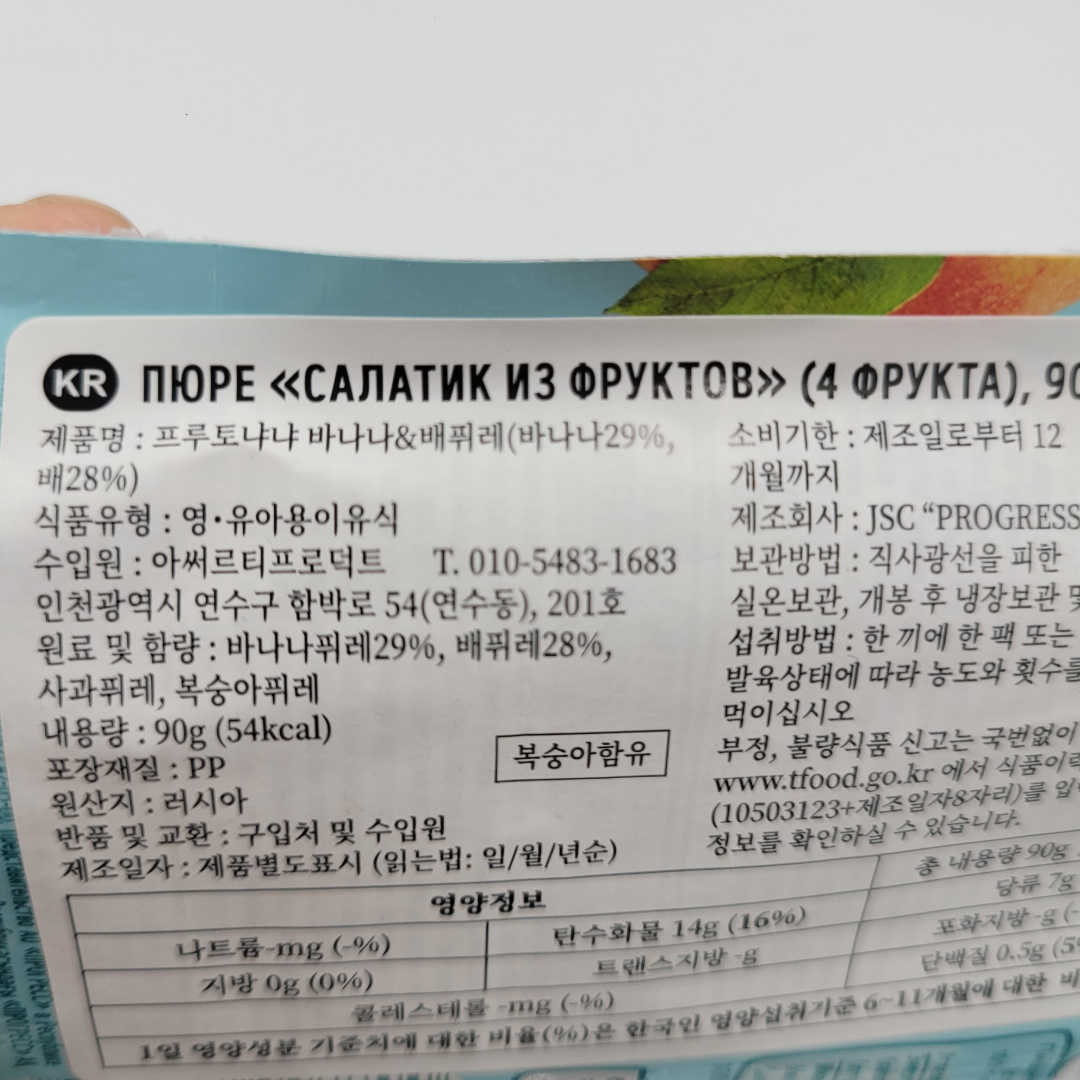 KR ПЮРЕ «САЛАТИК ИЗ ФРУКТОВ» (4 ФРУКТА), 90
제품명 : 프루토냐냐 바나나&배퓌레(바나나29%,
배28%)
식품유형 : 영·유아용이유식
수입원 : 아써르티프로덕트 T. 010-5483-1683
인천광역시 연수구 함박로 54(연수동), 201호
원료 및 함량 : 바나나퓌레29%, 배퓌레28%,
사과퓌레, 복숭아퓌레
내용량 : 90g (54kcal)
복숭아함유
포장재질 : PP
원산지 : 러시아
반품 및 교환 : 구입처 및 수입원
제조일자 : 제품별도표시 (읽는법: 일/월/년순)
소비기한 : 제조일로부터 12
개월까지
제조회사 : JSC “PROGRESS
보관방법 : 직사광선을 피한
실온보관, 개봉 후 냉장보관 및
섭취방법 : 한 끼에 한 팩 또는
발육상태에 따라 농도와 횟수를
먹이십시오
부정, 불량식품 신고는 국번없이
www.tfood.go.kr 에서 식품이력
(10503123+제조일자8자리)를 입
정보를 확인하실 수 있습니다.
영양정보 총 내용량 90g
나트륨-mg (-%) 탄수화물 14g (16%) 당류 7g
지방 0g (0%) 트랜스지방 -g 포화지방 -g (-
콜레스테롤 -mg (-%) 단백질 0.5g (5%
1일 영양성분 기준치에 대한 비율(%)은 한국인 영양섭취기준 6~11개월에 대한 비